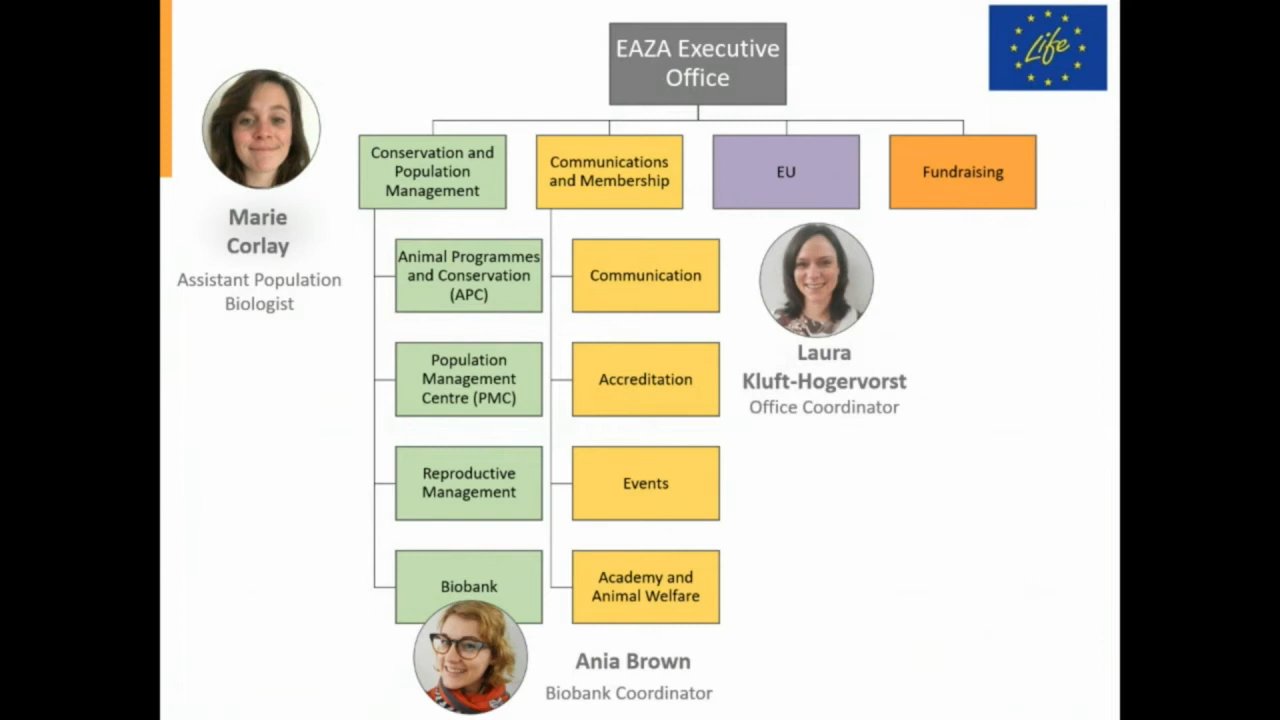 EAZA Executive
Office
Life
Conservation and
Population
Management
Communications
and Membership
EU
Fundraising
Marie
Corlay
Assistant Population
Biologist
Animal Programmes
and Conservation
(APC)
Communication
Population
Management
Centre (PMC)
Accreditation
Laura
Kluft-Hogervorst
Office Coordinator
Reproductive
Management
Events
Biobank
Academy and
Animal Welfare
Ania Brown
Biobank Coordinator